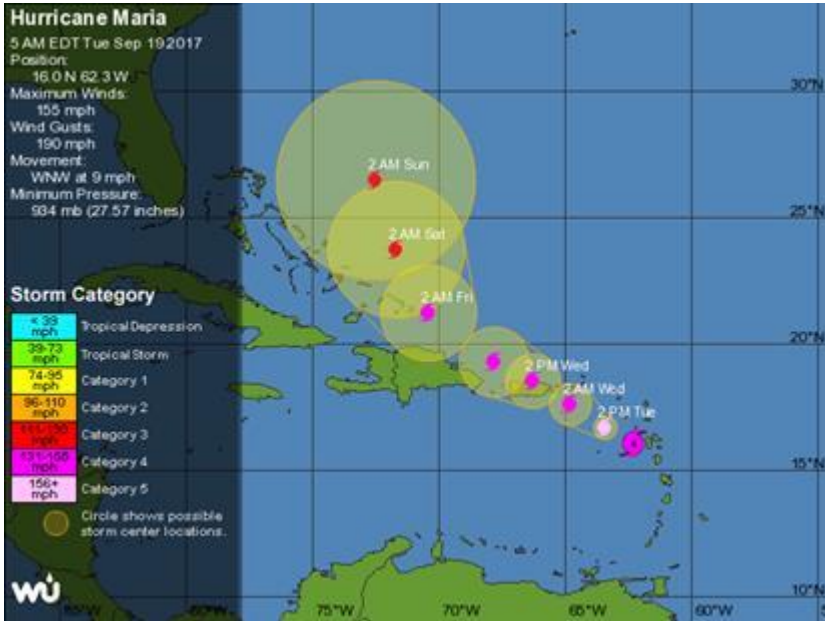 Hurricane Maria
5 AM EDT Tue Sep 19 2017
Position:
16.0 N 62.3 W
Maximum Winds:
155 mph
Wind Gusts:
190 mph
Movement:
WNW at 9 mph
Minimum Pressure:
934 mb (27.57 inches)
Storm Category
< 39 mph Tropical Depression
39-73 mph Tropical Storm
74-95 mph Category 1
96-110 mph Category 2
mph Category 3
mph Category 4
156+ mph Category 5
Circle shows possible
storm center locations.
wu
2 AM Sun
2 AM Sat
2 AM Fri
2 PM Wed
2 AM Wed
2 PM Tue
30°N
25°N
20°N
15°N
10°N
85°W 80°W 75°W 70°W 65°W 60°W